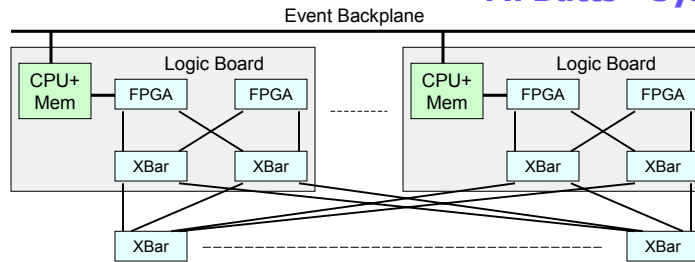 Event Backplane
Logic Board
Logic Board
CPU+
Mem
FPGA
FPGA
CPU+
Mem
FPGA
FPGA
XBar
XBar
XBar
XBar
XBar
XBar